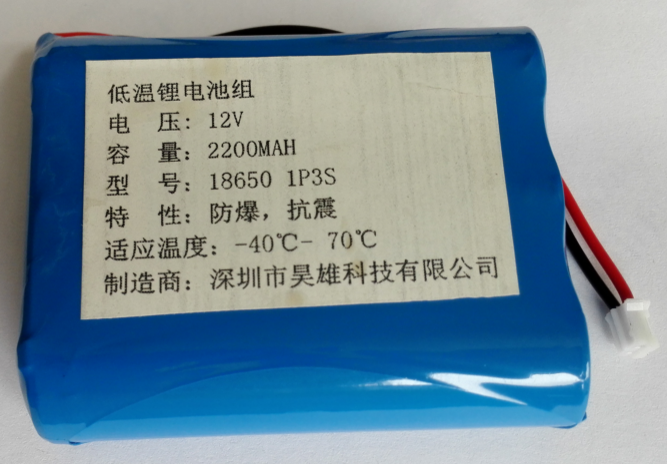 低温锂电池组
电 压: 12V
容 量: 2200MAH
型 号: 18650 1P3S
特 性: 防爆, 抗震
适应温度: -40℃- 70℃
制造商: 深圳市昊雄科技有限公司